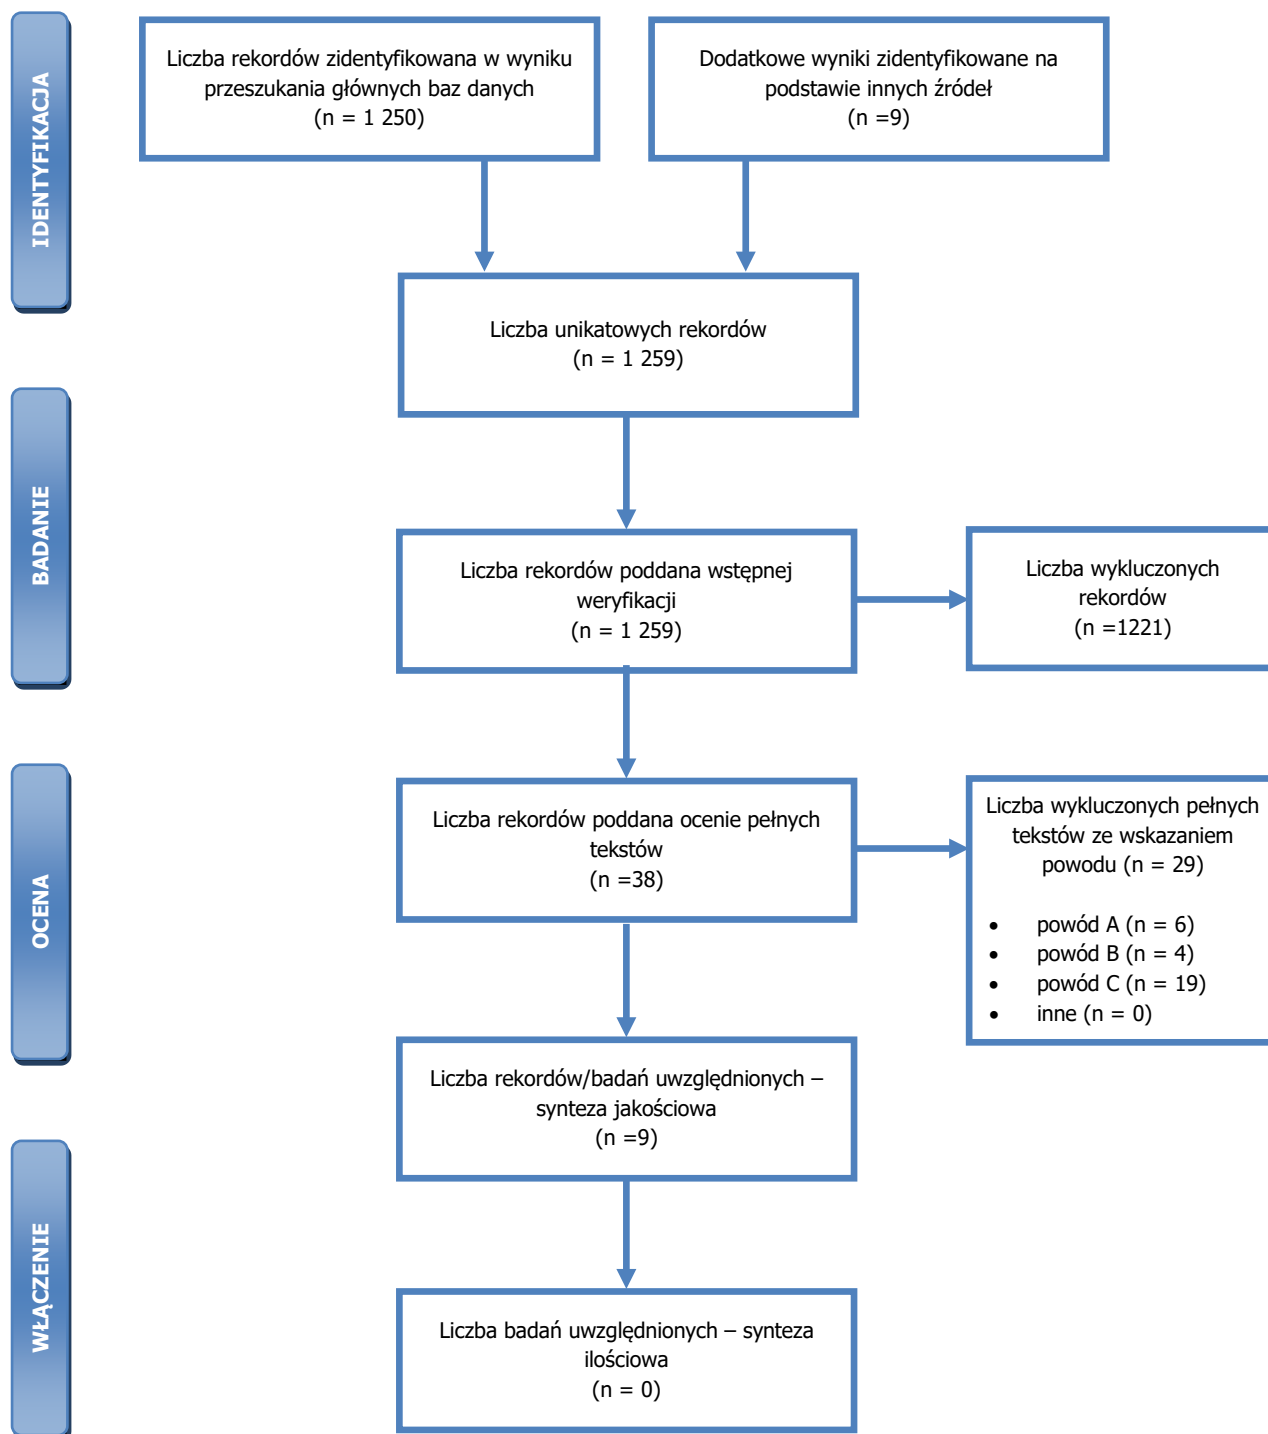 IDENTYFIKACJA
Liczba rekordów zidentyfikowana w wyniku
przeszukania głównych baz danych
(n = 1 250)
Dodatkowe wyniki zidentyfikowane na
podstawie innych źródeł
(n =9)
Liczba unikatowych rekordów
(n = 1 259)
BADANIE
Liczba rekordów poddana wstępnej
weryfikacji
(n = 1 259)
Liczba wykluczonych
rekordów
(n =1221)
OCENA
Liczba rekordów poddana ocenie pełnych
tekstów
(n =38)
Liczba wykluczonych pełnych
tekstów ze wskazaniem
powodu (n = 29)
• powód A (n = 6)
• powód B (n = 4)
• powód C (n = 19)
• inne (n = 0)
Liczba rekordów/badań uwzględnionych –
synteza jakościowa
(n =9)
WŁĄCZENIE
Liczba badań uwzględnionych – synteza
ilościowa
(n = 0)